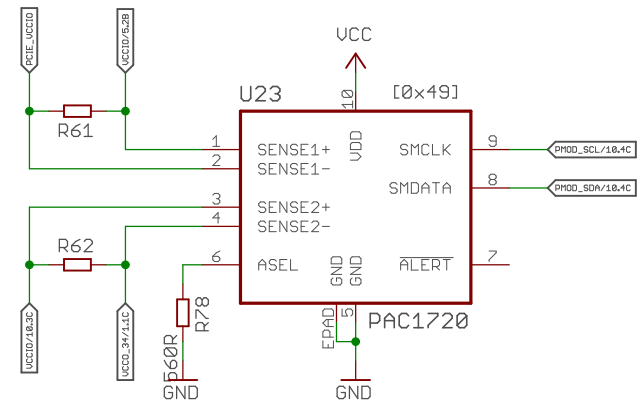 PCIE_VCCIO
VCCIO/5.2B
VCC
U23
[0x49]
10
VDD
R61
1
SENSE1+
2
SENSE1-
3
SENSE2+
4
SENSE2-
6
ASEL
SMCLK
9
PMOD_SCL/10.4C
SMDATA
8
PMOD_SDA/10.4C
ALERT
7
GND
GND
R62
VCCIO/10.3C
VCCO_34/1.1C
R78
560R
GND
EPAD
5
PAC1720
GND